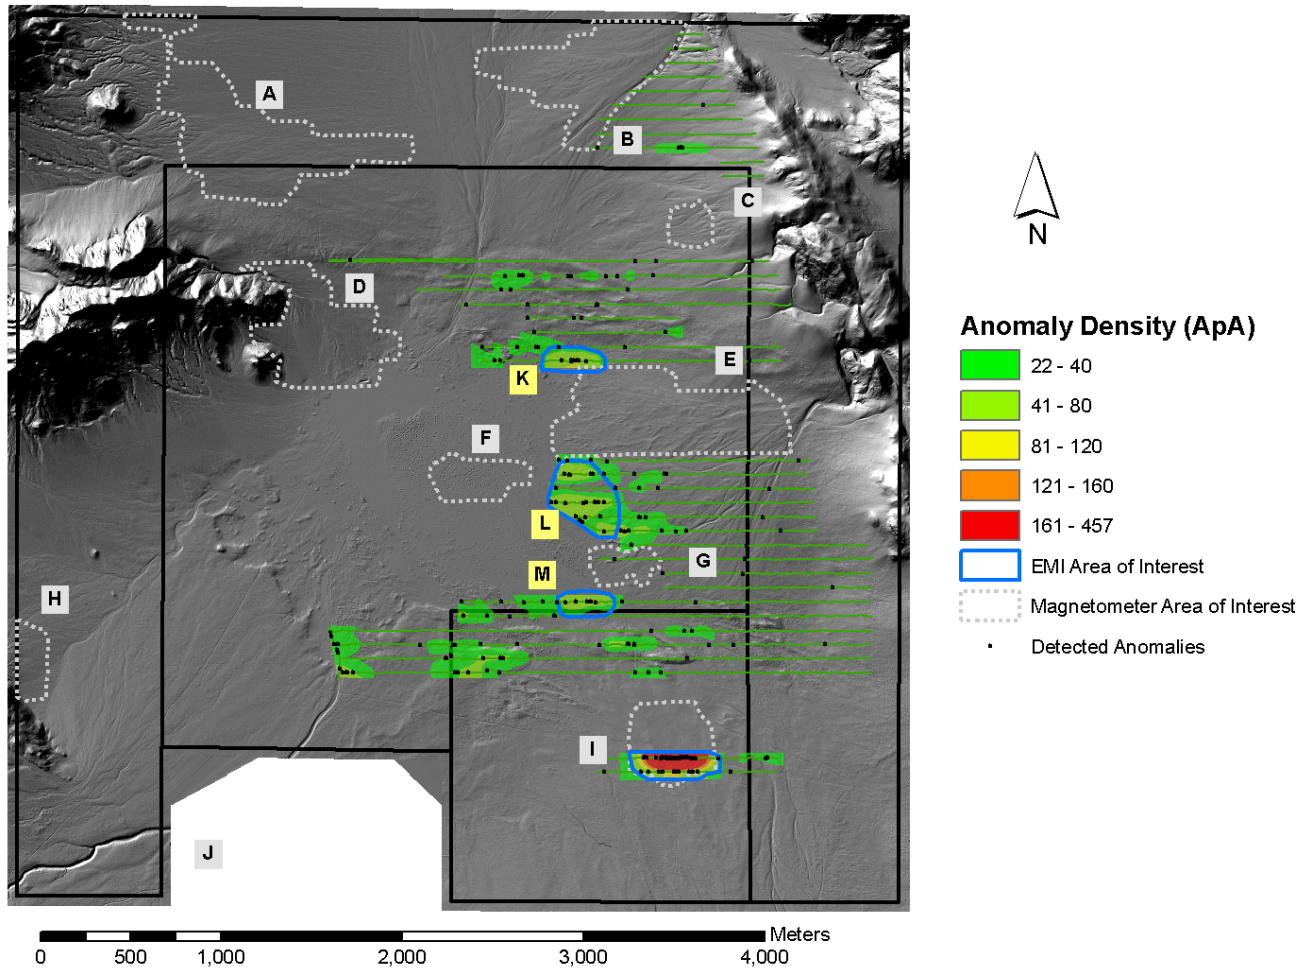 A
B
C
N
D
E
K
F
L
G
M
H
I
J
Anomaly Density (ApA)
22 - 40
41 - 80
81 - 120
121 - 160
161 - 457
EMI Area of Interest
Magnetometer Area of Interest
Detected Anomalies
Meters
0 500 1,000 2,000 3,000 4,000